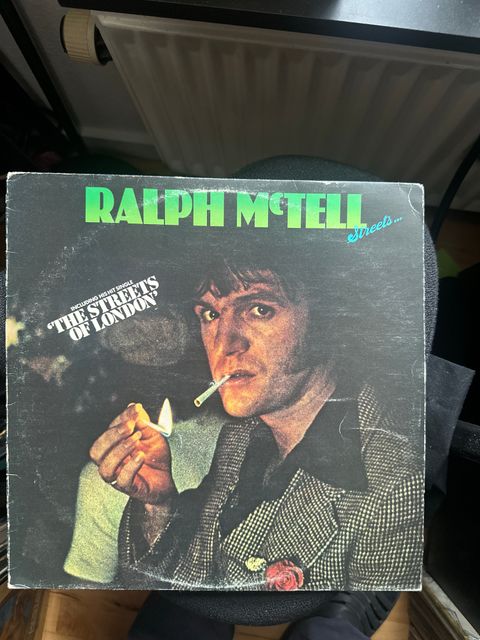 RALPH McTELL
Streets...
INCLUDING HIS HIT SINGLE
'THE STREETS
OF LONDON'